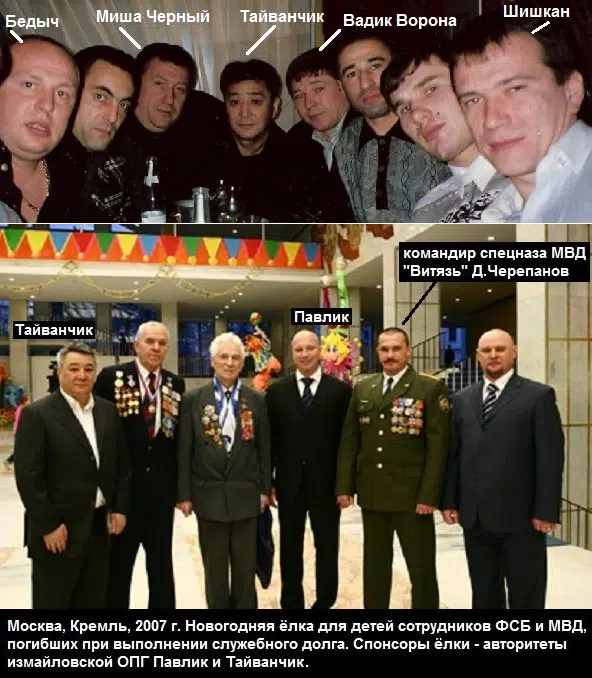 Бедыч
Миша Черный
Тайванчик
Вадик Ворона
Шишкан
командир спецназа МВД
"Витязь" Д.Черепанов
Тайванчик
Павлик
Москва, Кремль, 2007 г. Новогодняя ёлка для детей сотрудников ФСБ и МВД,
погибших при выполнении служебного долга. Спонсоры ёлки - авторитеты
измайловской ОПГ Павлик и Тайванчик.